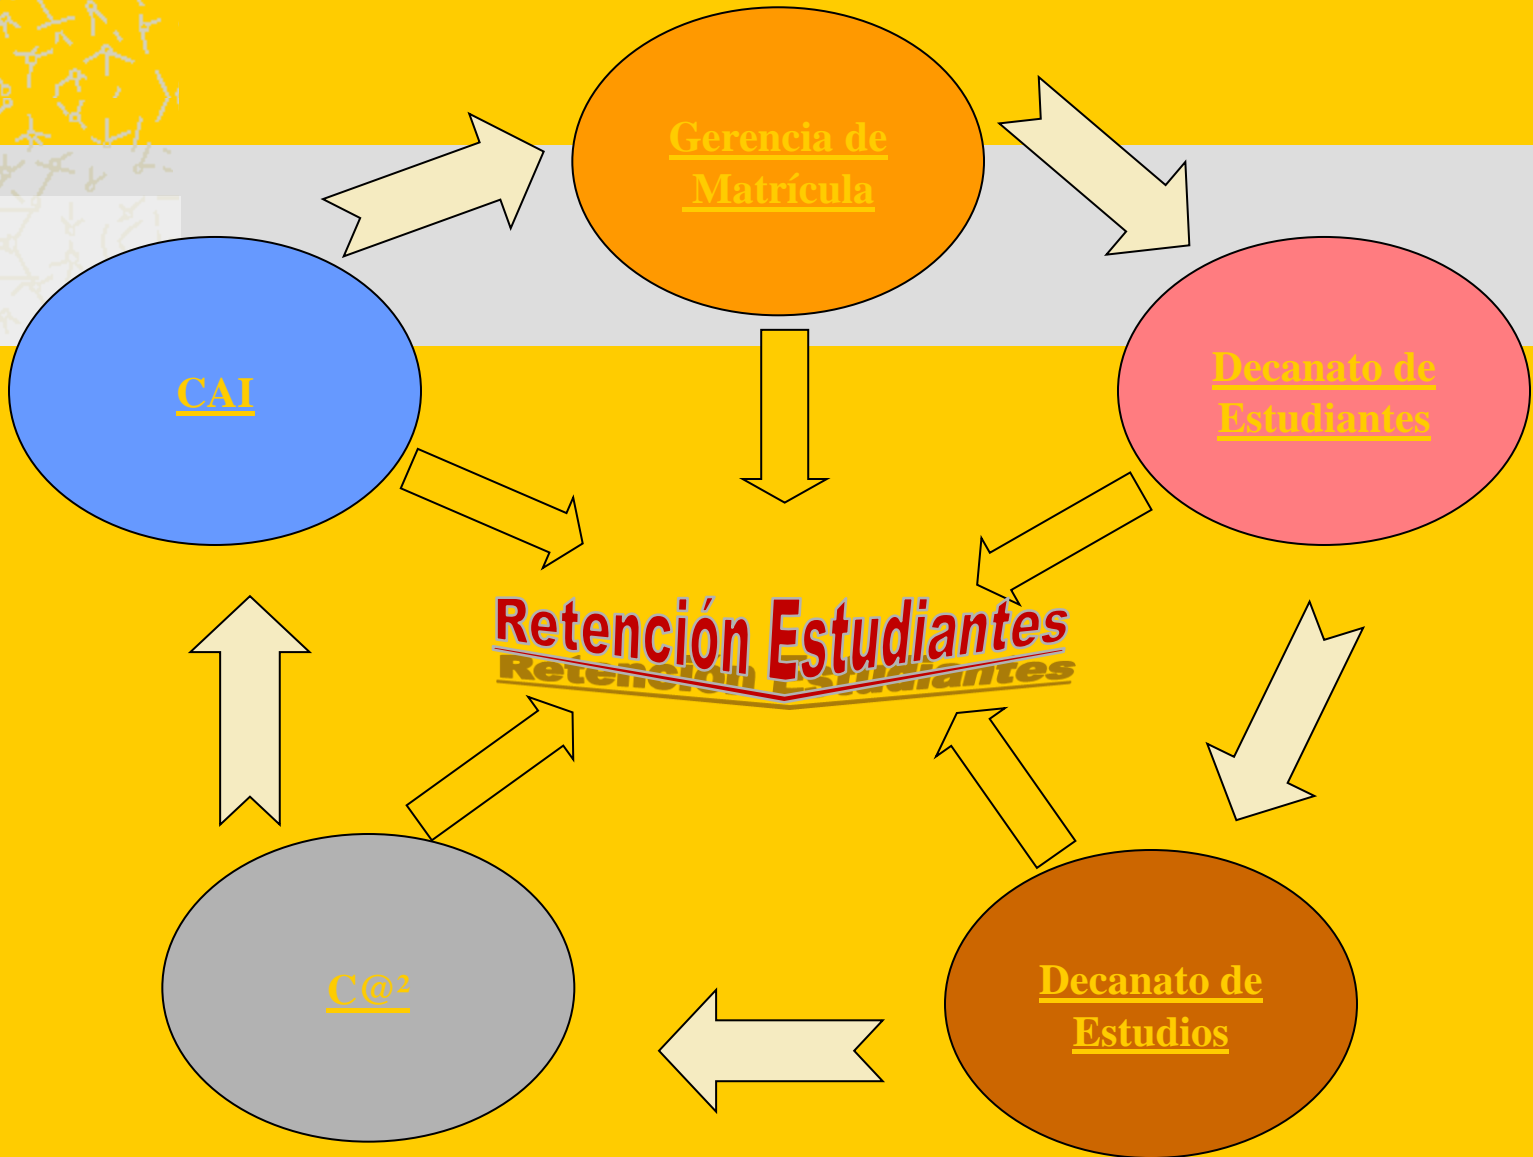 Gerencia de
Matrícula
CAI
Decanato de
Estudiantes
Retención Estudiantes
C@²
Decanato de
Estudios